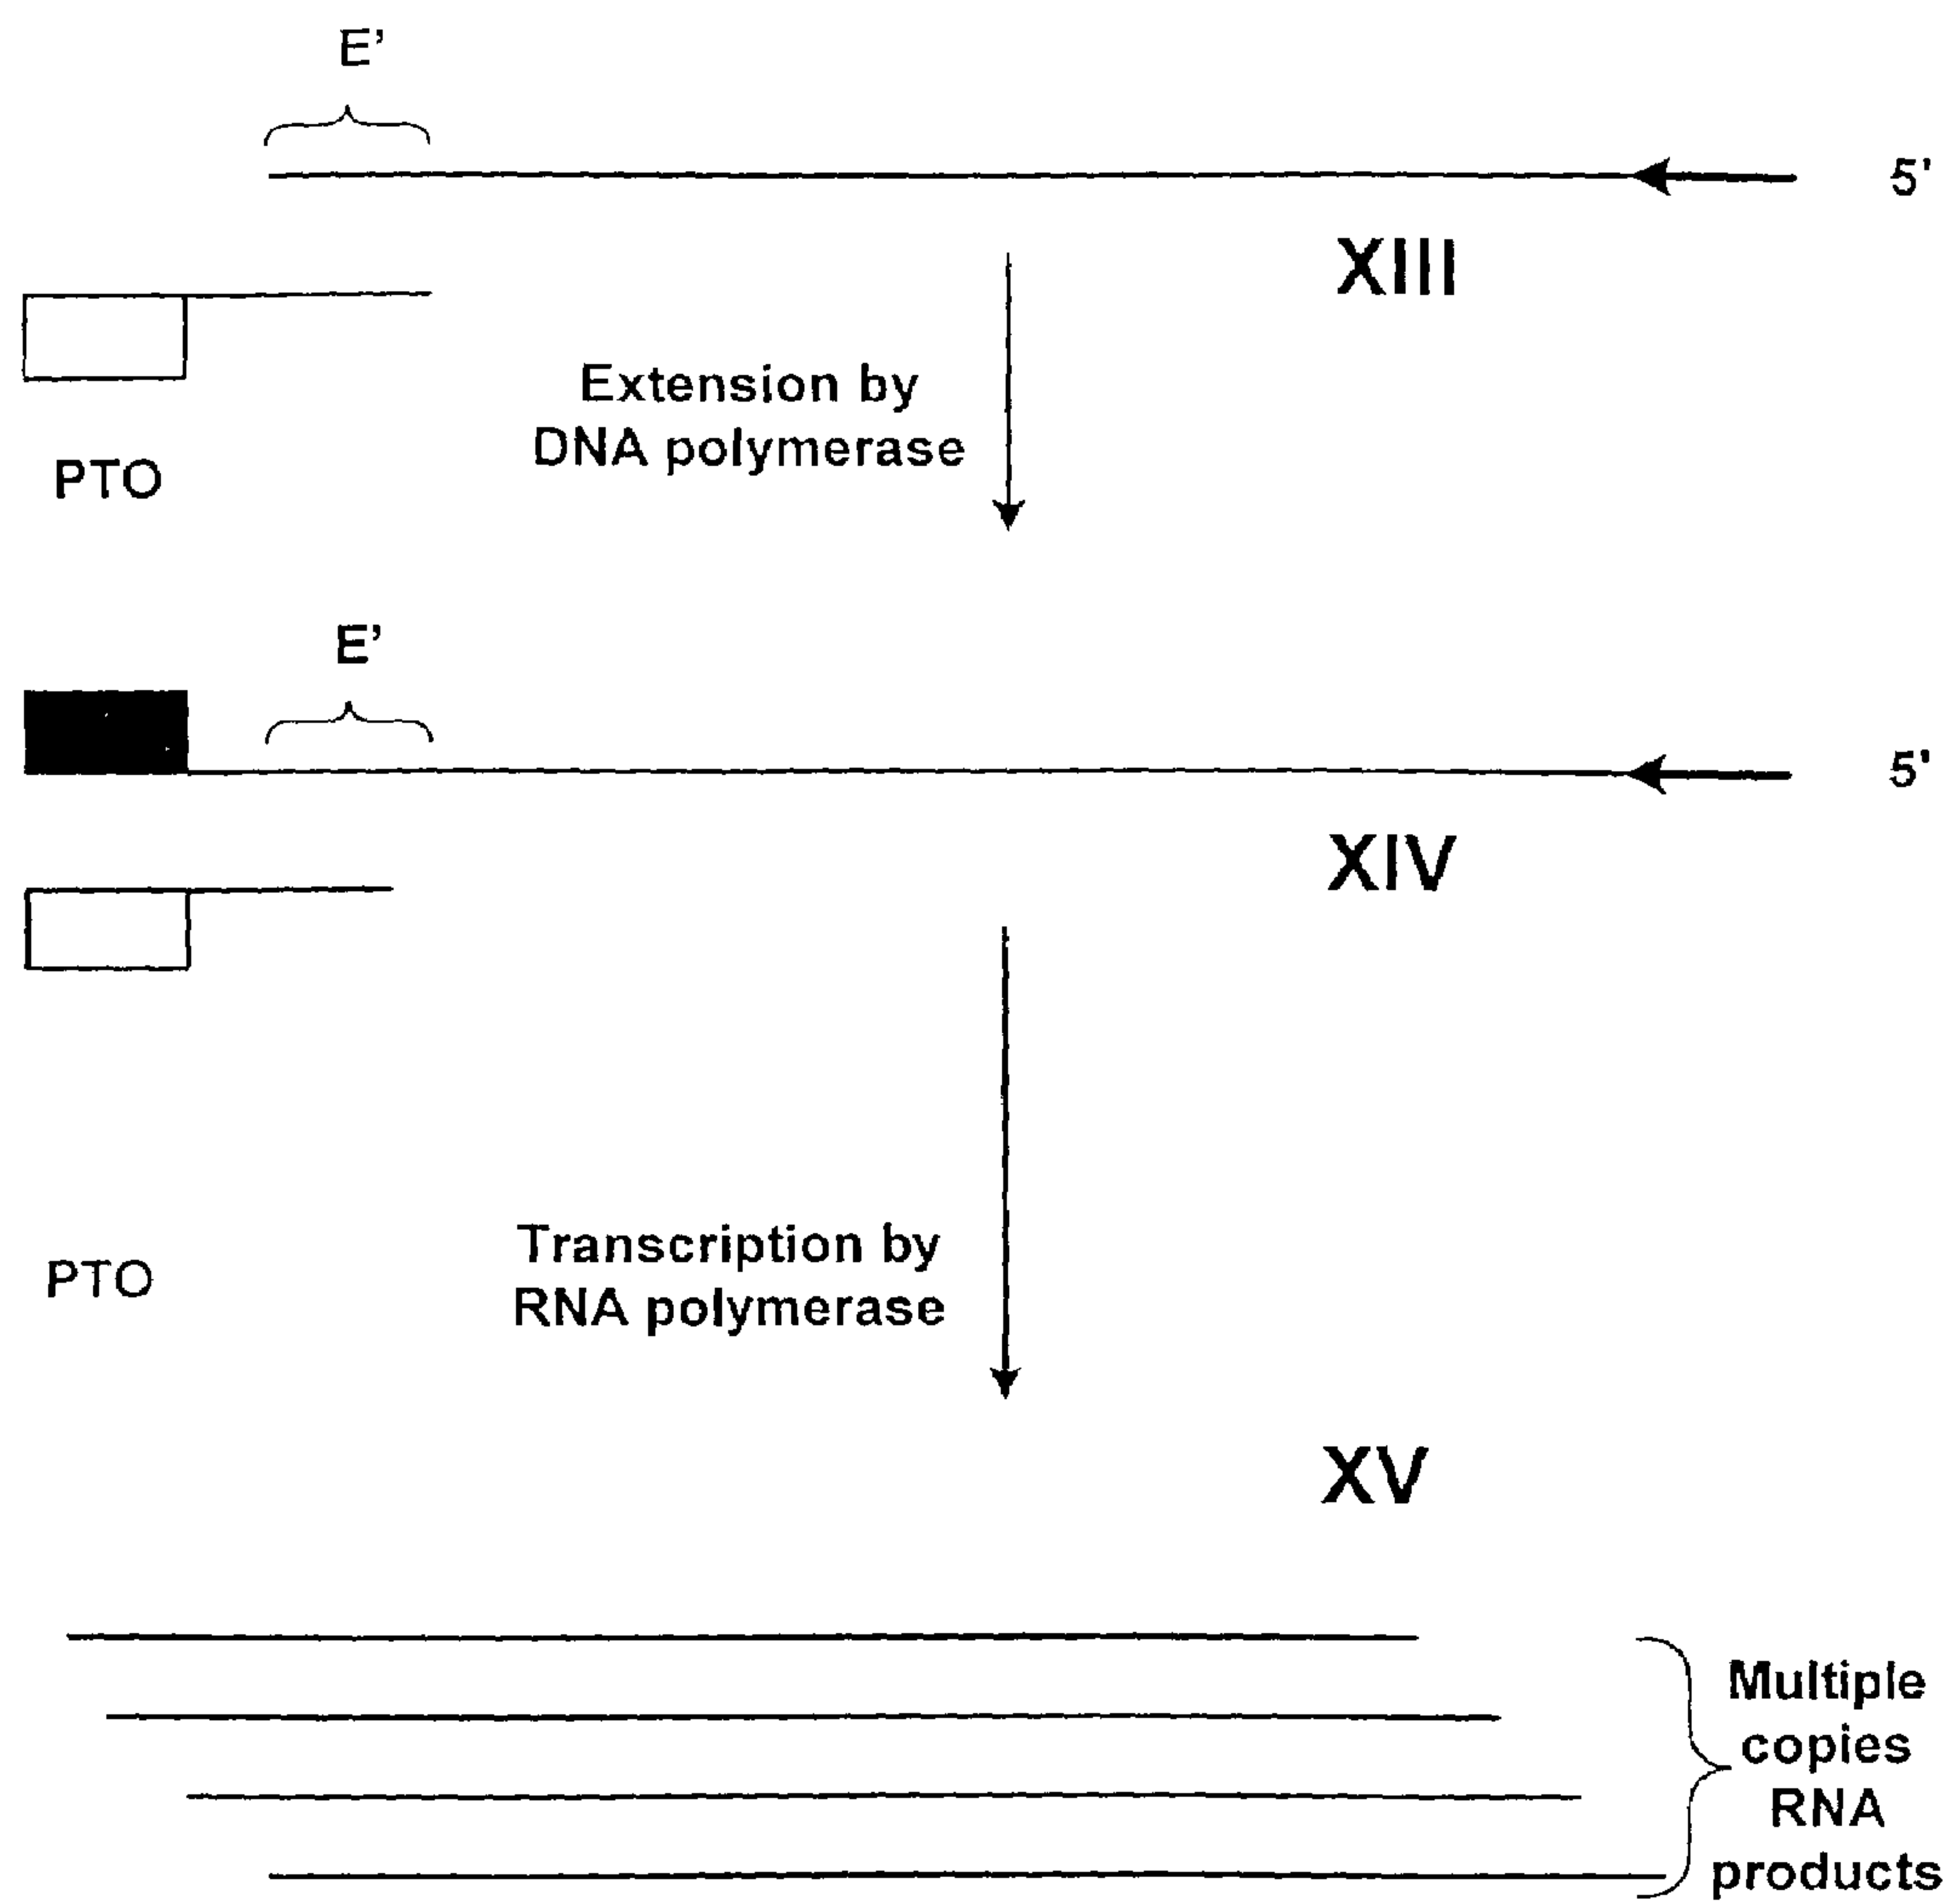 E'
5'
XIII
Extension by
DNA polymerase
PTO
E'
5'
XIV
Transcription by
RNA polymerase
PTO
XV
Multiple
copies
RNA
products